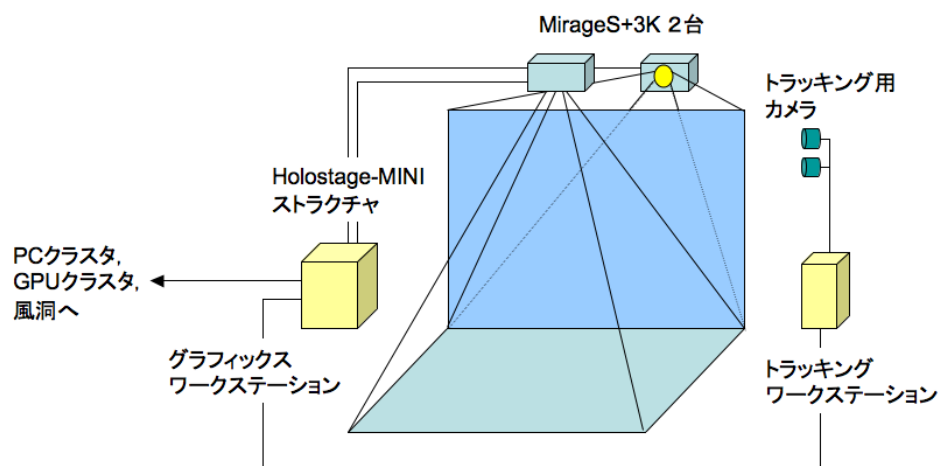 MirageS+3K 2台
トラッキング用
カメラ
Holostage-MINI
ストラクチャ
PCクラスタ,
GPUクラスタ,
風洞へ
グラフィックス
ワークステーション
トラッキング
ワークステーション